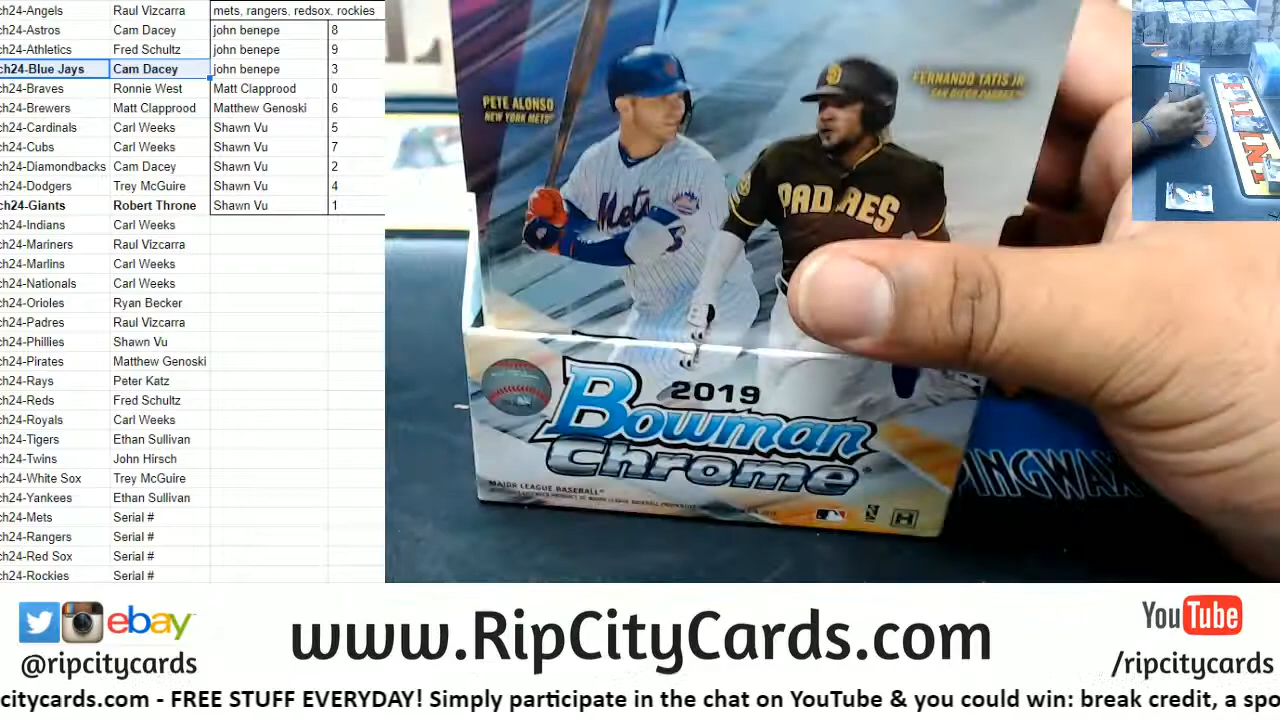 ch24-Angels Raul Vizcarra mets, rangers, redsox, rockies
ch24-Astros Cam Dacey john benepe 8
ch24-Athletics Fred Schultz john benepe 9
ch24-Blue Jays Cam Dacey john benepe 3
ch24-Braves Ronnie West Matt Clapprood 0
ch24-Brewers Matt Clapprood Matthew Genoski 6
ch24-Cardinals Carl Weeks Shawn Vu 5
ch24-Cubs Carl Weeks Shawn Vu 7
ch24-Diamondbacks Cam Dacey Shawn Vu 2
ch24-Dodgers Trey McGuire Shawn Vu 4
ch24-Giants Robert Throne Shawn Vu 1
ch24-Indians Carl Weeks
ch24-Mariners Raul Vizcarra
ch24-Marlins Carl Weeks
ch24-Nationals Carl Weeks
ch24-Orioles Ryan Becker
ch24-Padres Raul Vizcarra
ch24-Phillies Shawn Vu
ch24-Pirates Matthew Genoski
ch24-Rays Peter Katz
ch24-Reds Fred Schultz
ch24-Royals Carl Weeks
ch24-Tigers Ethan Sullivan
ch24-Twins John Hirsch
ch24-White Sox Trey McGuire
ch24-Yankees Ethan Sullivan
ch24-Mets Serial #
ch24-Rangers Serial #
ch24-Red Sox Serial #
ch24-Rockies Serial #
PETE ALONSO
NEW YORK METS
FERNANDO TATIS JR
SAN DIEGO PADRES
Mets
PADRES
2019
Bowman
Chrome
MAJOR LEAGUE BASEBALL
H
PINGWAX
ebay
@ripcitycards
www.RipCityCards.com
YouTube
/ripcitycards
citycards.com - FREE STUFF EVERYDAY! Simply participate in the chat on YouTube & you could win: break credit, a spo